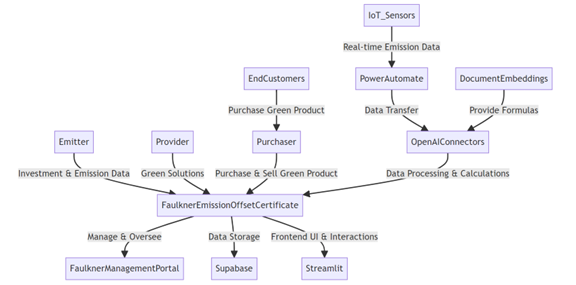 IoT_Sensors
Real-time Emission Data
EndCustomers
PowerAutomate
DocumentEmbeddings
Purchase Green Product
Data Transfer
Provide Formulas
Emitter
Provider
Purchaser
OpenAIConnectors
Investment & Emission Data
Green Solutions
Purchase & Sell Green Product
Data Processing & Calculations
FaulknerEmissionOffsetCertificate
Manage & Oversee
Data Storage
Frontend UI & Interactions
FaulknerManagementPortal
Supabase
Streamlit